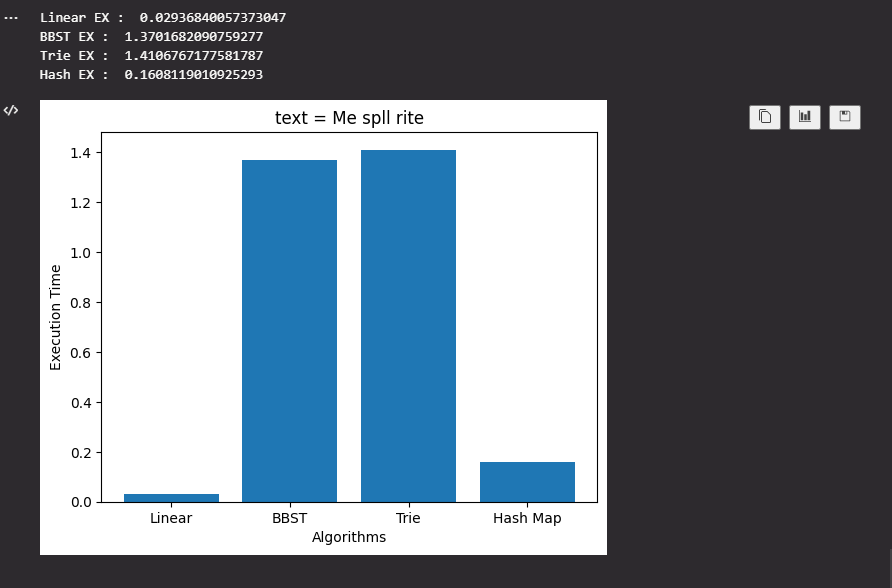 Linear EX :  0.02936840057373047
BBST EX :  1.3701682090759277
Trie EX :  1.4106767177581787
Hash EX :  0.1608119010925293
text = Me spll rite
1.4
1.2
1.0
0.8
0.6
0.4
0.2
0.0
Execution Time
Linear BBST Trie Hash Map
Algorithms